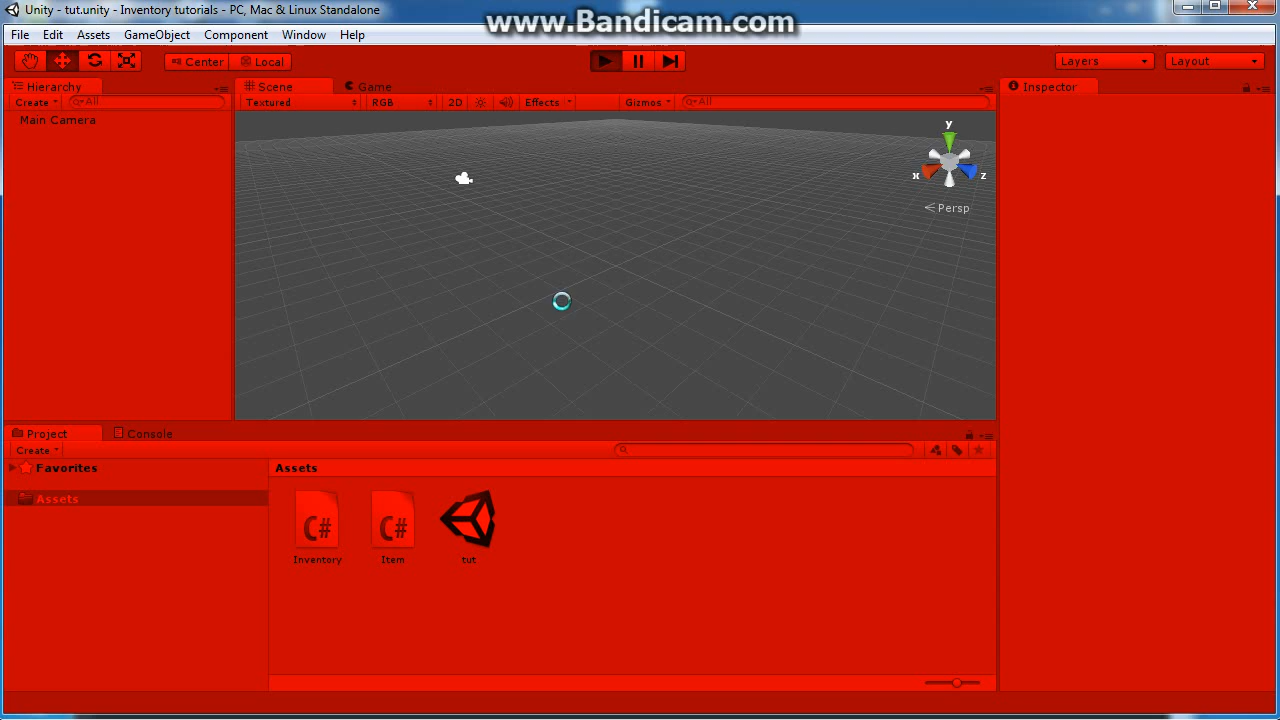 Unity - tut.unity - Inventory tutorials - PC, Mac & Linux Standalone
www.Bandicam.com
File Edit Assets GameObject Component Window Help
Center Local Layers Layout
Hierarchy Scene Game Inspector
Create All Textured RGB 2D Effects Gizmos All
Main Camera
y
x z
Persp
Project Console
Create
Favorites Assets
Assets
C# C#
Inventory Item tut